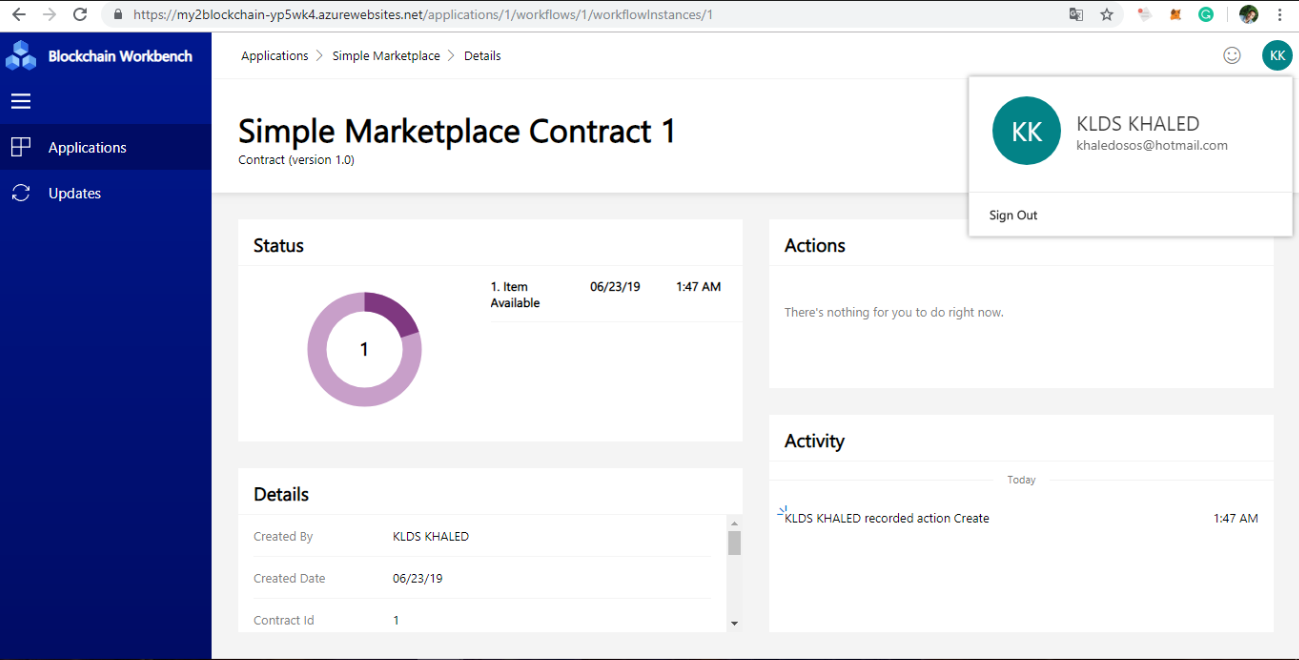 https://my2blockchain-yp5wk4.azurewebsites.net/applications/1/workflows/1/workflowInstances/1
Blockchain Workbench
Applications
Updates
Applications > Simple Marketplace > Details
KK
KK
KLDS KHALED
khaledosos@hotmail.com
Sign Out
Simple Marketplace Contract 1
Contract (version 1.0)
Status
1
1. Item
Available
06/23/19
1:47 AM
Actions
There's nothing for you to do right now.
Details
Created By KLDS KHALED
Created Date 06/23/19
Contract Id 1
Activity
Today
KLDS KHALED recorded action Create 1:47 AM